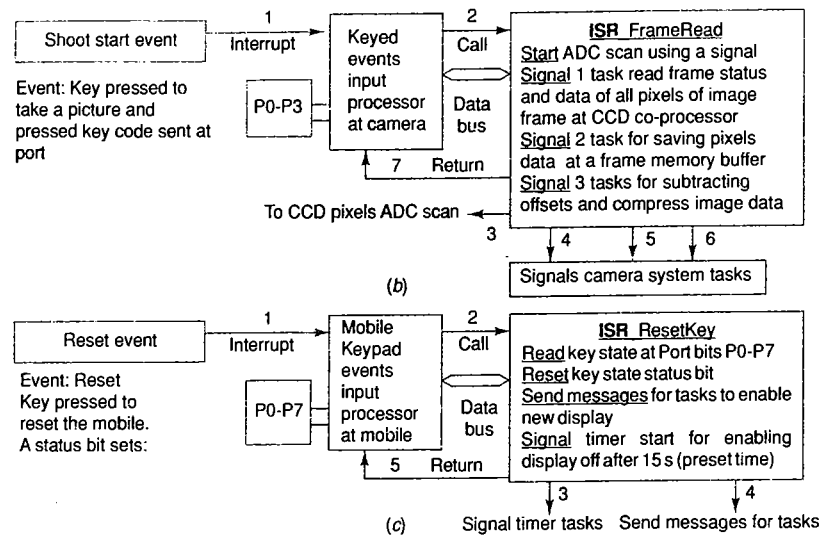 Shoot start event
1
Interrupt
Event: Key pressed to
take a picture and
pressed key code sent at
port
P0-P3
Keyed
events
input
processor
at camera
2
Call
Data
bus
7 Return
ISR_FrameRead
Start ADC scan using a signal
Signal 1 task read frame status
and data of all pixels of image
frame at CCD co-processor
Signal 2 task for saving pixels
data at a frame memory buffer
Signal 3 tasks for subtracting
offsets and compress image data
To CCD pixels ADC scan
3
4 5 6
Signals camera system tasks
(b)
Reset event
1
Interrupt
Event: Reset
Key pressed to
reset the mobile.
A status bit sets:
P0-P7
Mobile
Keypad
events
input
processor
at mobile
2
Call
Data
bus
5 Return
ISR_ResetKey
Read key state at Port bits P0-P7
Reset key state status bit
Send messages for tasks to enable
new display
Signal timer start for enabling
display off after 15 s (preset time)
3 4
Signal timer tasks Send messages for tasks
(c)